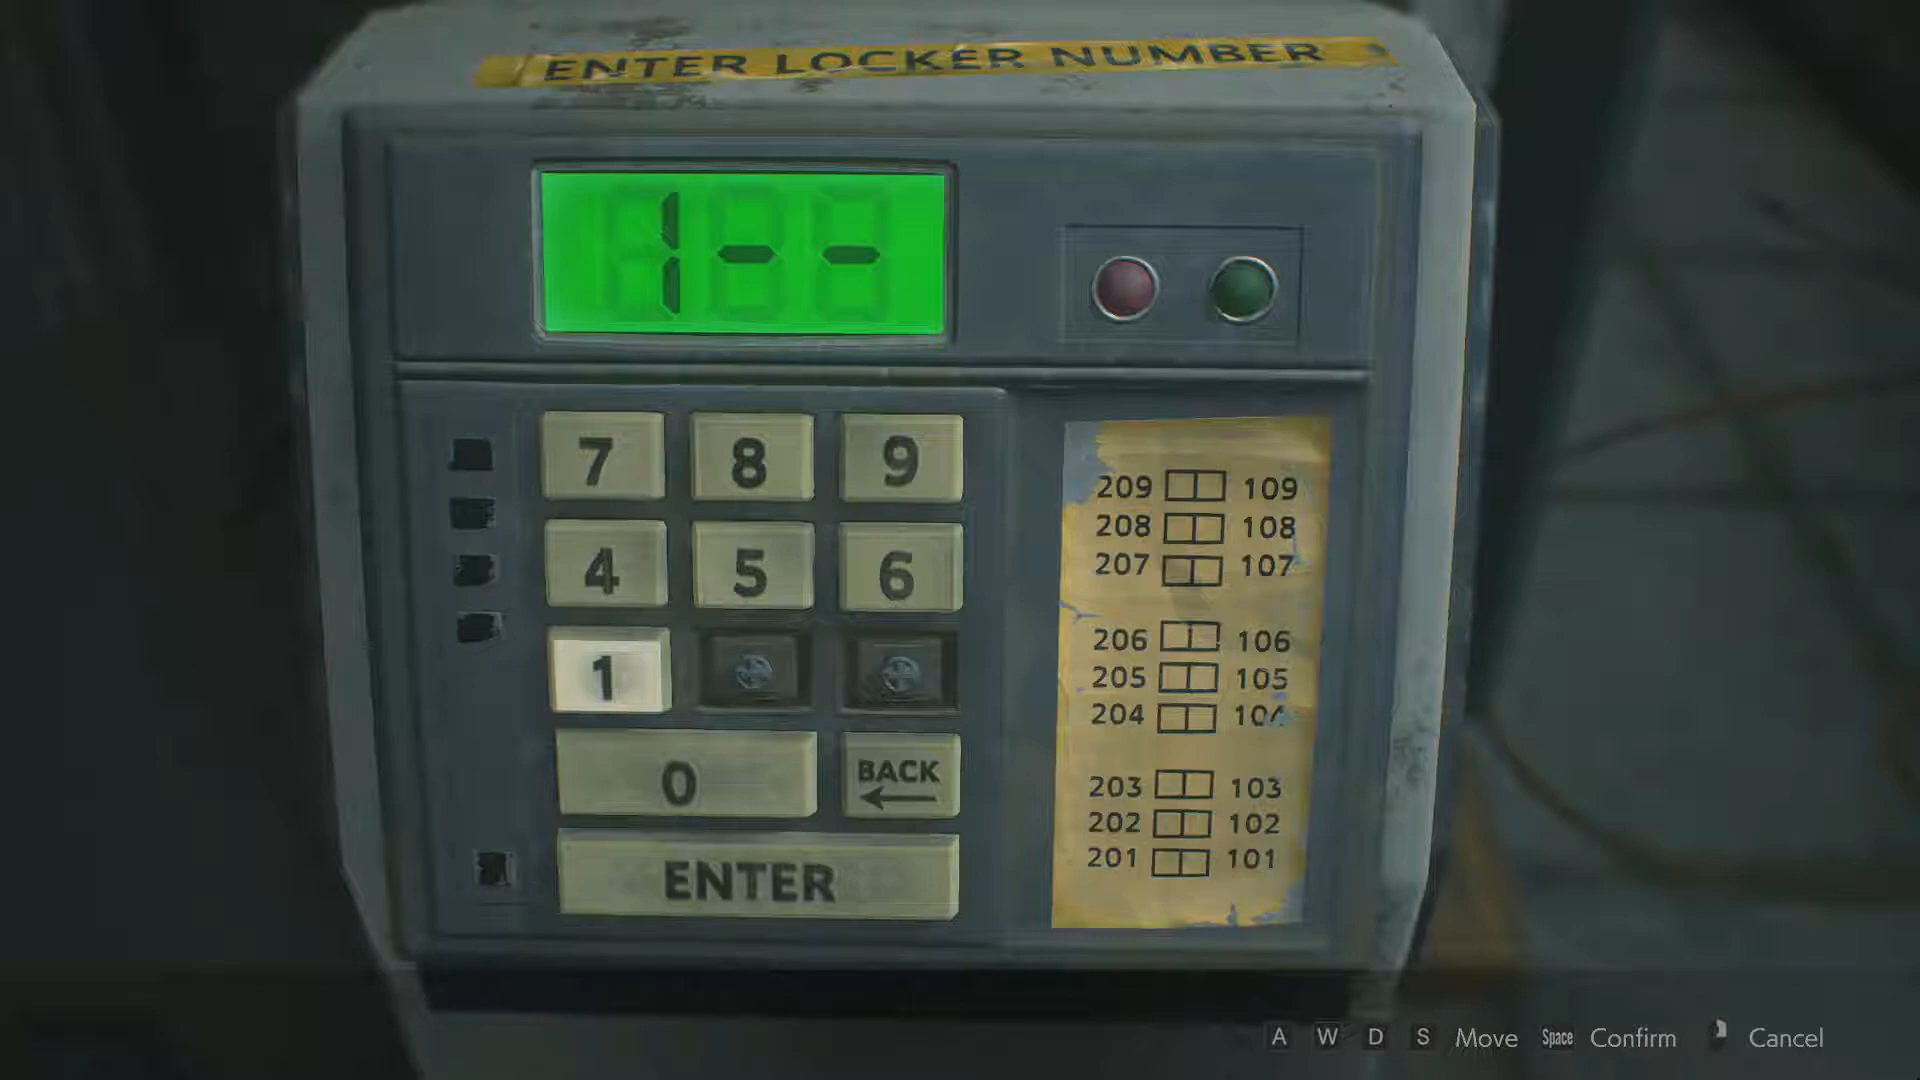 ENTER LOCKER NUMBER
1--
7 8 9
4 5 6
1
0 BACK
ENTER
209 109
208 108
207 107
206 106
205 105
204 104
203 103
202 102
201 101
A W D S Move Space Confirm Cancel